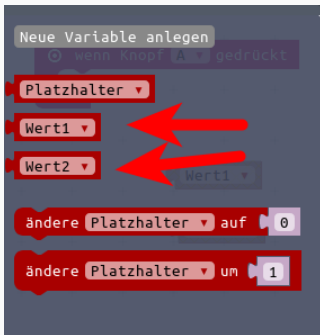 Neue Variable anlegen
wenn Knopf A gedrückt
Platzhalter
Wert1
Wert1
Wert2
ändere Platzhalter auf 0
ändere Platzhalter um 1